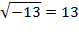 √-13 = 13